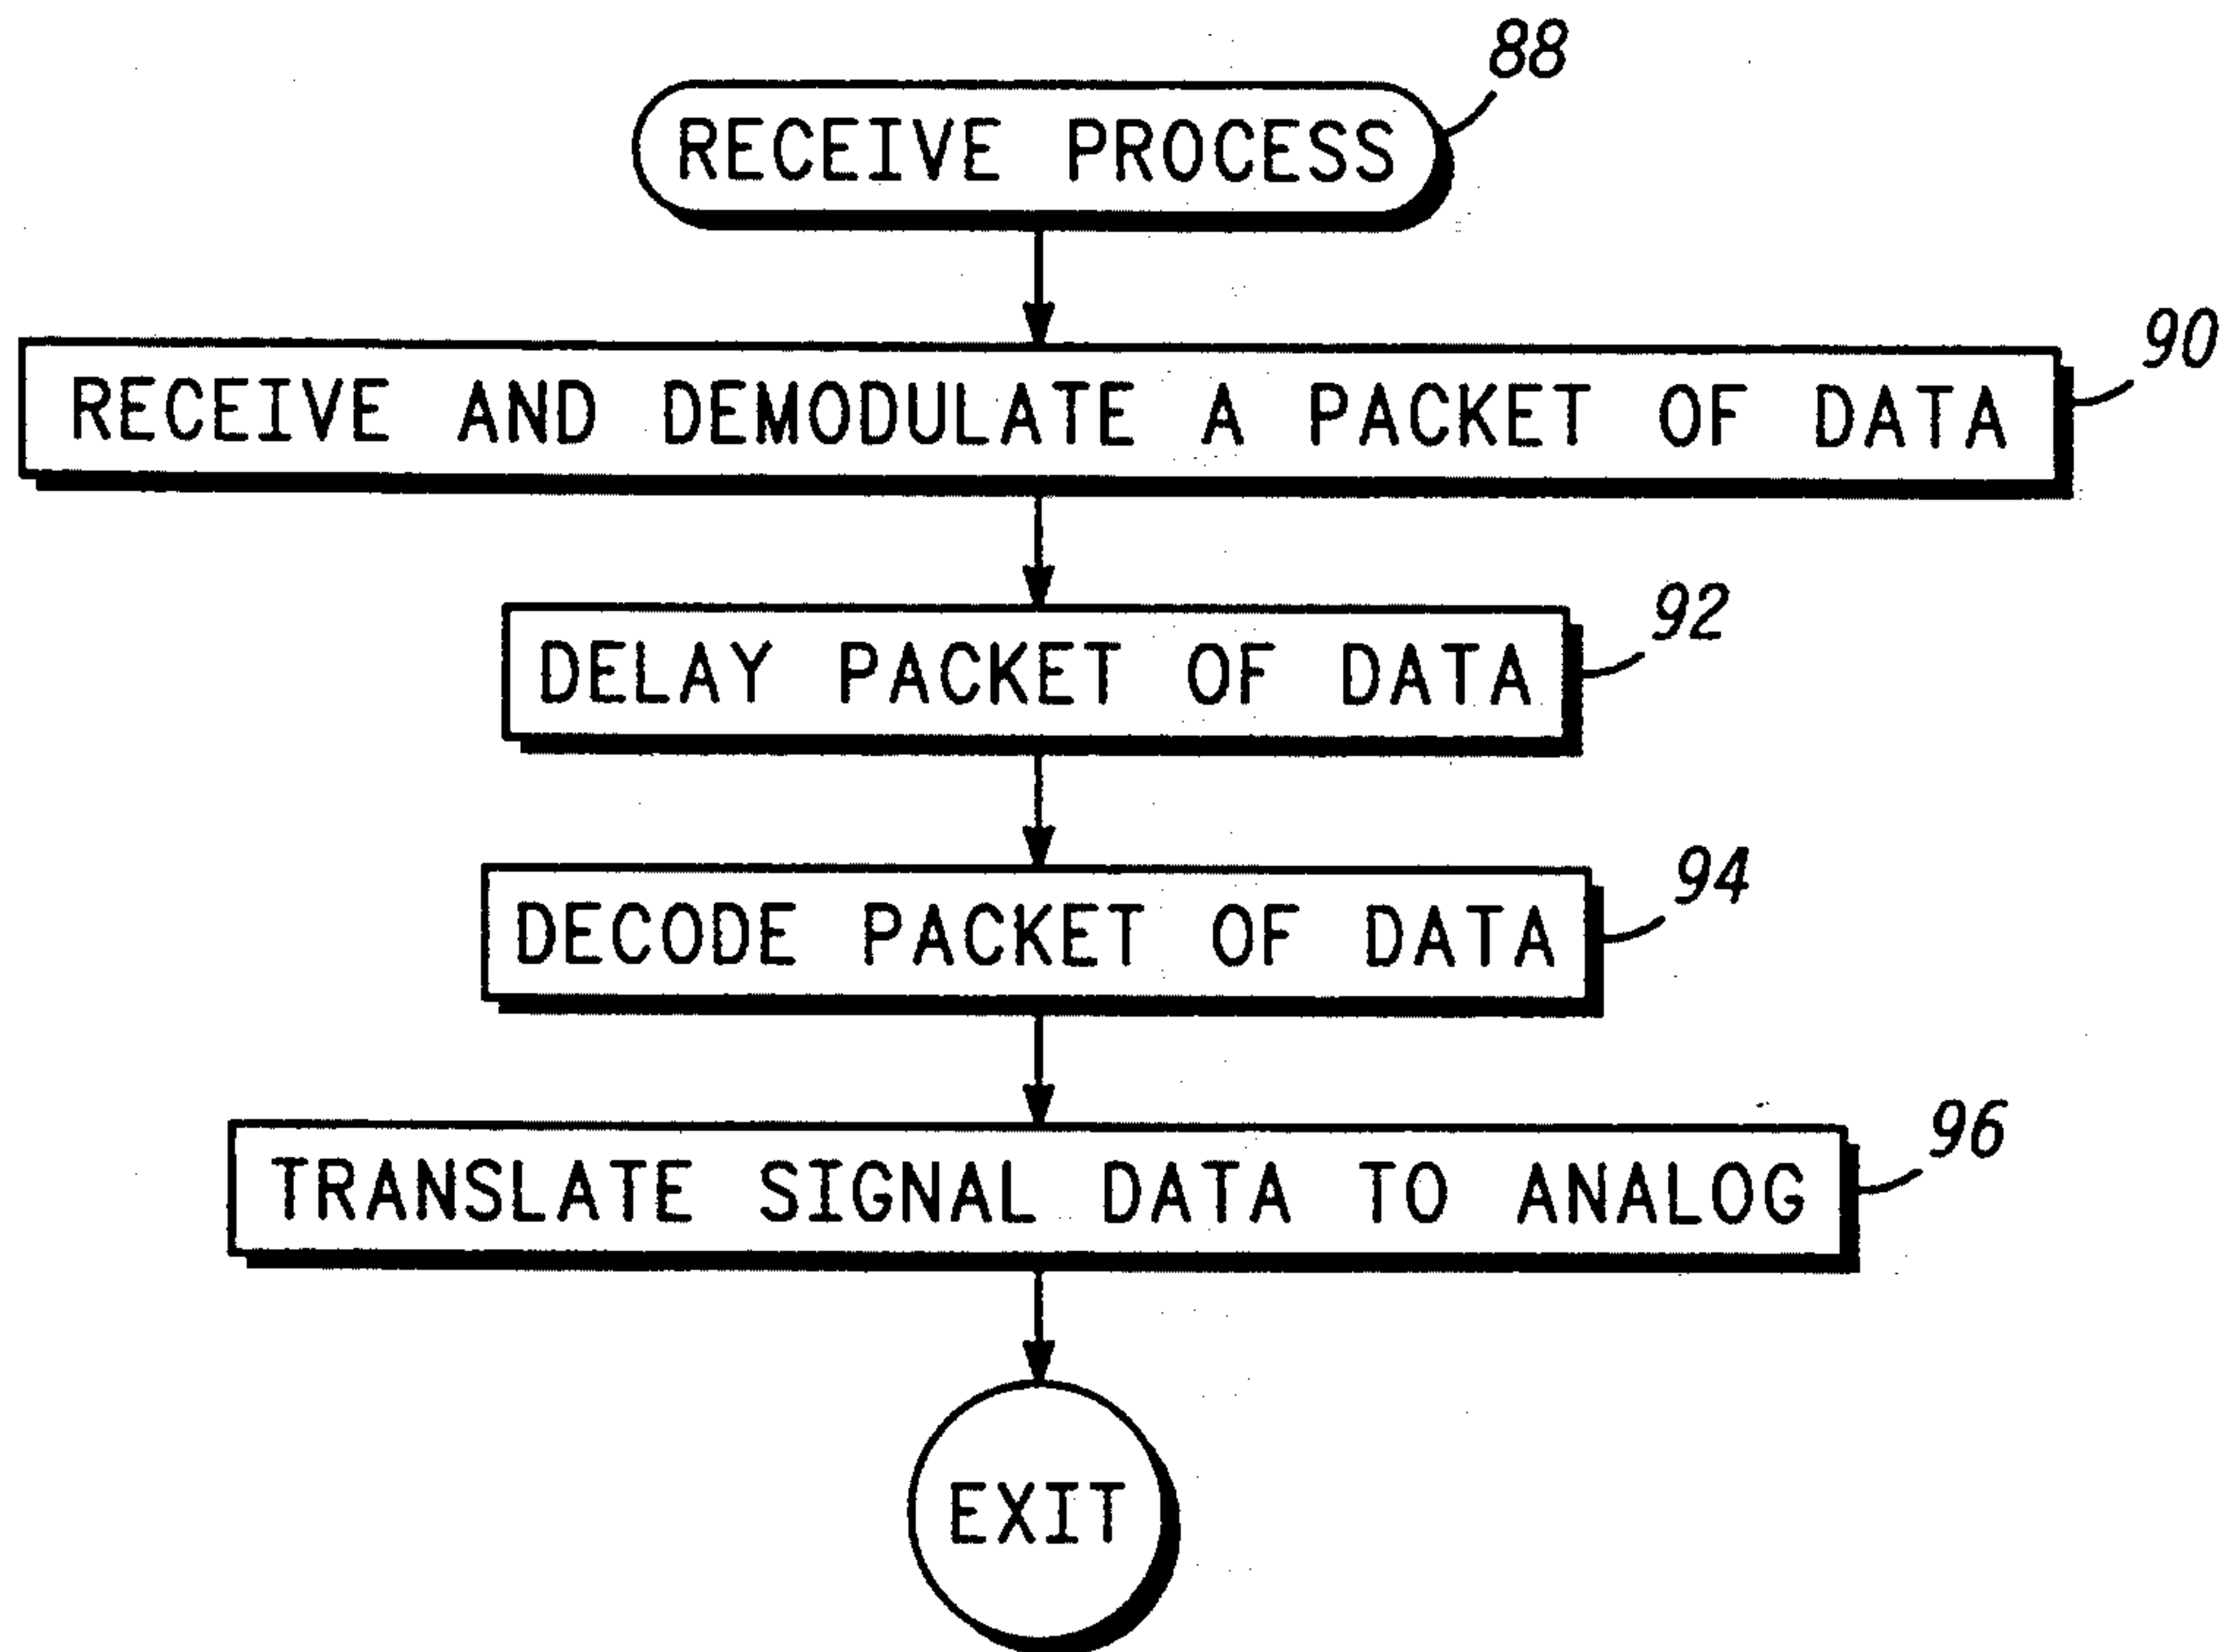 88
RECEIVE PROCESS
90
RECEIVE AND DEMODULATE A PACKET OF DATA
92
DELAY PACKET OF DATA
94
DECODE PACKET OF DATA
96
TRANSLATE SIGNAL DATA TO ANALOG
EXIT